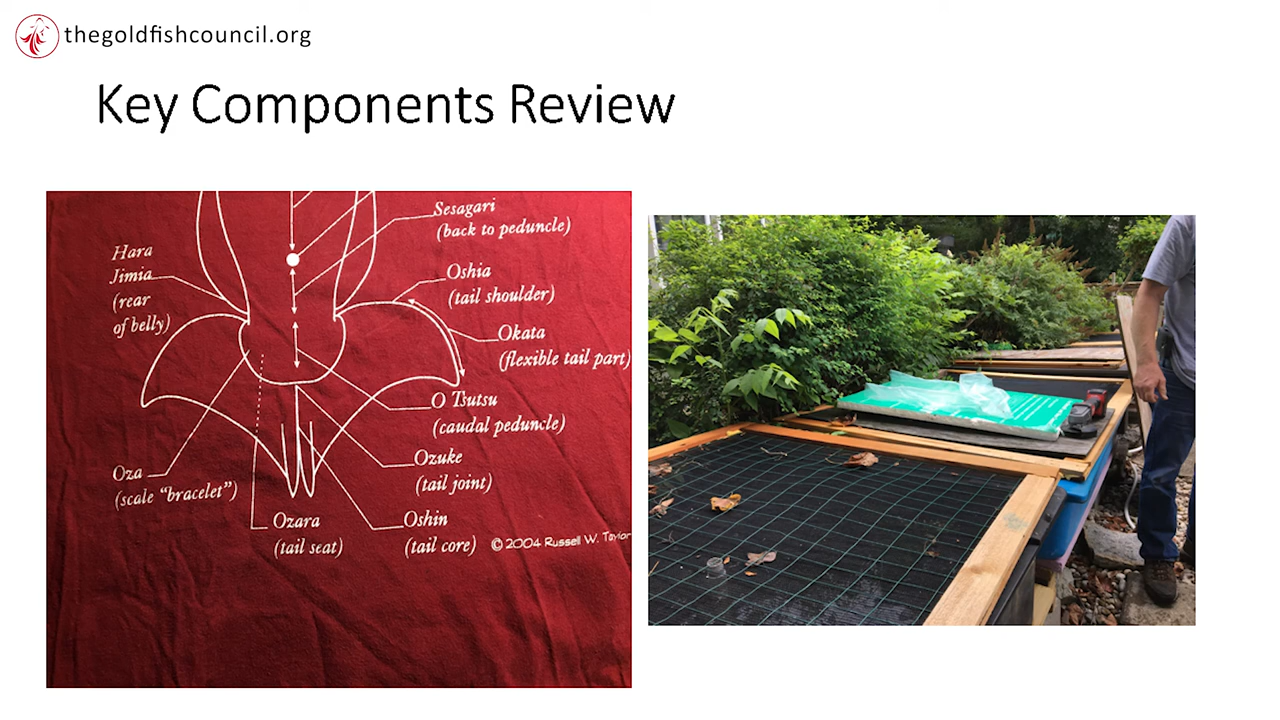 thegoldfishcouncil.org
Key Components Review
Hara
Jimia
(rear
of belly)
Sesagari
(back to peduncle)
Oshia
(tail shoulder)
Okata
(flexible tail part)
O Tsutsu
(caudal peduncle)
Ozuke
(tail joint)
Oza
(scale “bracelet”)
Ozara
(tail seat)
Oshin
(tail core)
© 2004 Russell W. Taylor